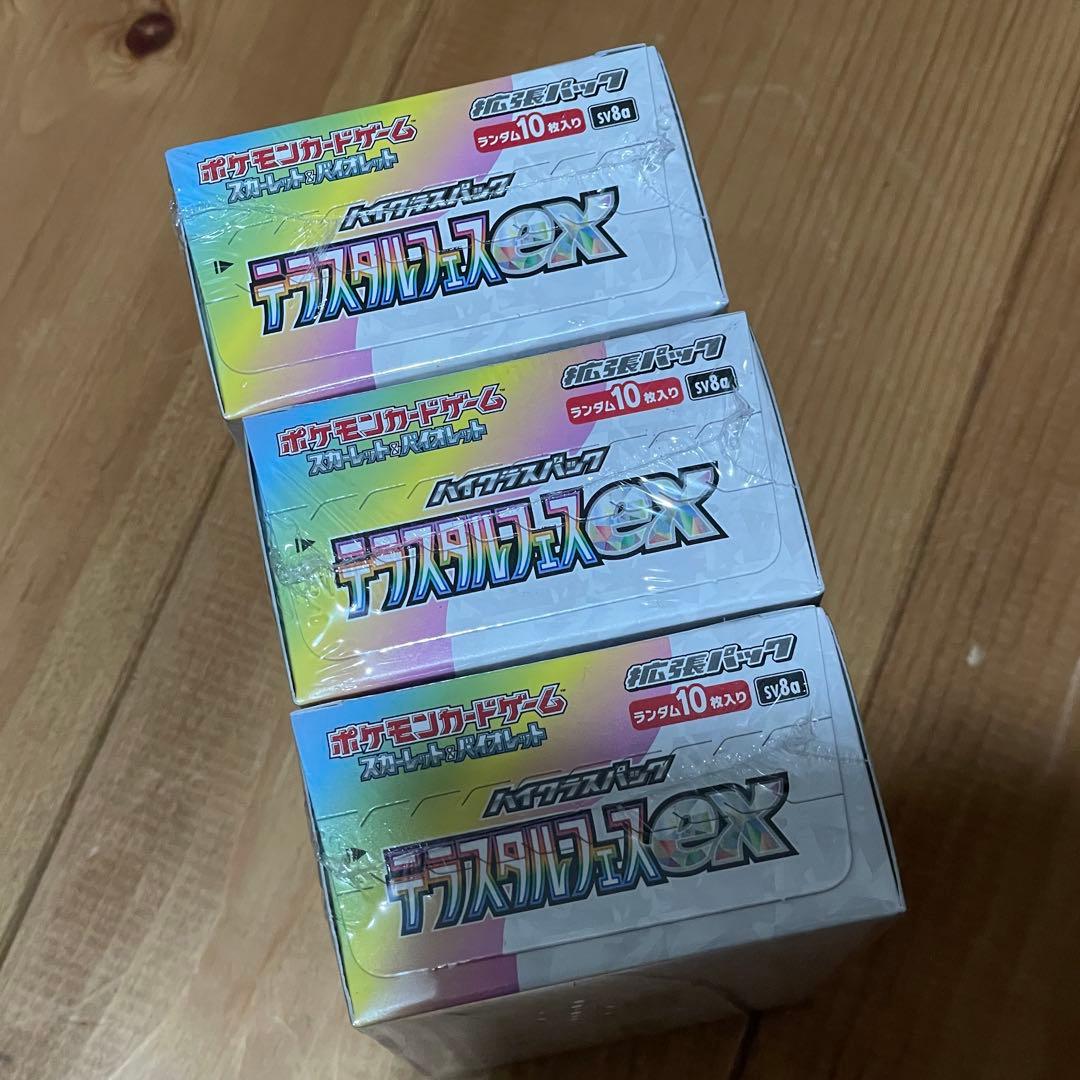 拡張パック
ポケモンカードゲーム™
ランダム10枚入り sv8a
スカーレット&バイオレット
ハイクラスパック
テラスタルフェスex
拡張パック
ポケモンカードゲーム™
ランダム10枚入り sv8a
スカーレット&バイオレット
ハイクラスパック
テラスタルフェスex
拡張パック
ポケモンカードゲーム™
ランダム10枚入り sv8a
スカーレット&バイオレット
ハイクラスパック
テラスタルフェスex